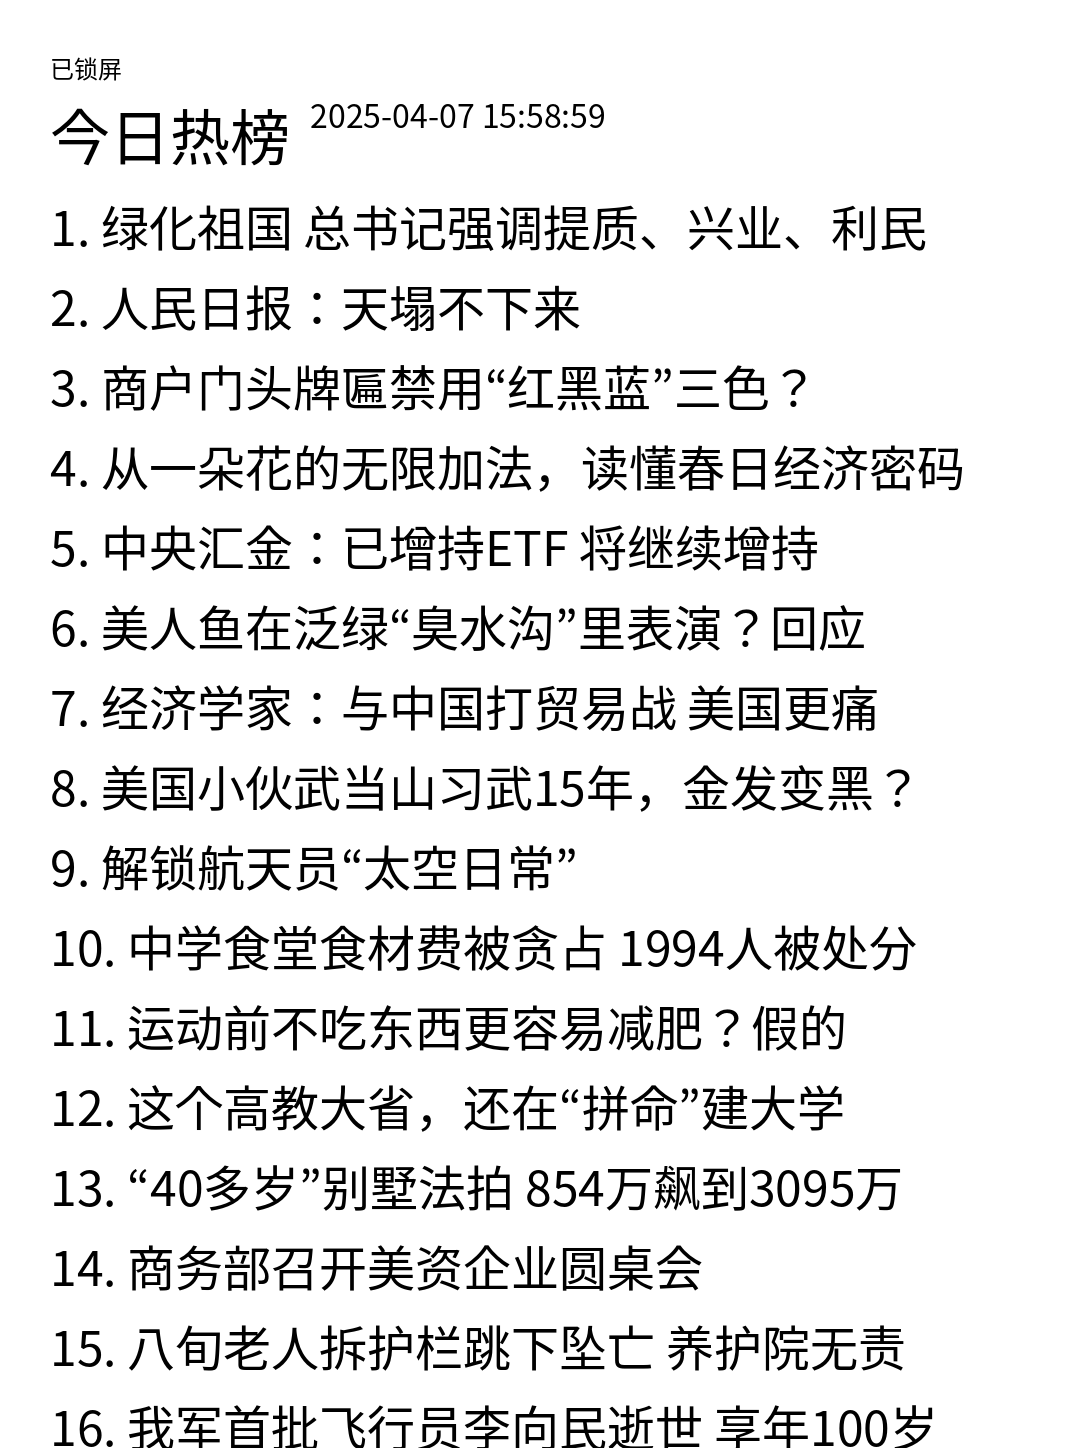 已锁屏
今日热榜 2025-04-07 15:58:59
1. 绿化祖国 总书记强调提质、兴业、利民
2. 人民日报：天塌不下来
3. 商户门头牌匾禁用“红黑蓝”三色？
4. 从一朵花的无限加法，读懂春日经济密码
5. 中央汇金：已增持ETF 将继续增持
6. 美人鱼在泛绿“臭水沟”里表演？回应
7. 经济学家：与中国打贸易战 美国更痛
8. 美国小伙武当山习武15年，金发变黑？
9. 解锁航天员“太空日常”
10. 中学食堂食材费被贪占 1994人被处分
11. 运动前不吃东西更容易减肥？假的
12. 这个高教大省，还在“拼命”建大学
13. “40多岁”别墅法拍 854万飙到3095万
14. 商务部召开美资企业圆桌会
15. 八旬老人拆护栏跳下坠亡 养护院无责
16. 我军首批飞行员李向民逝世 享年100岁